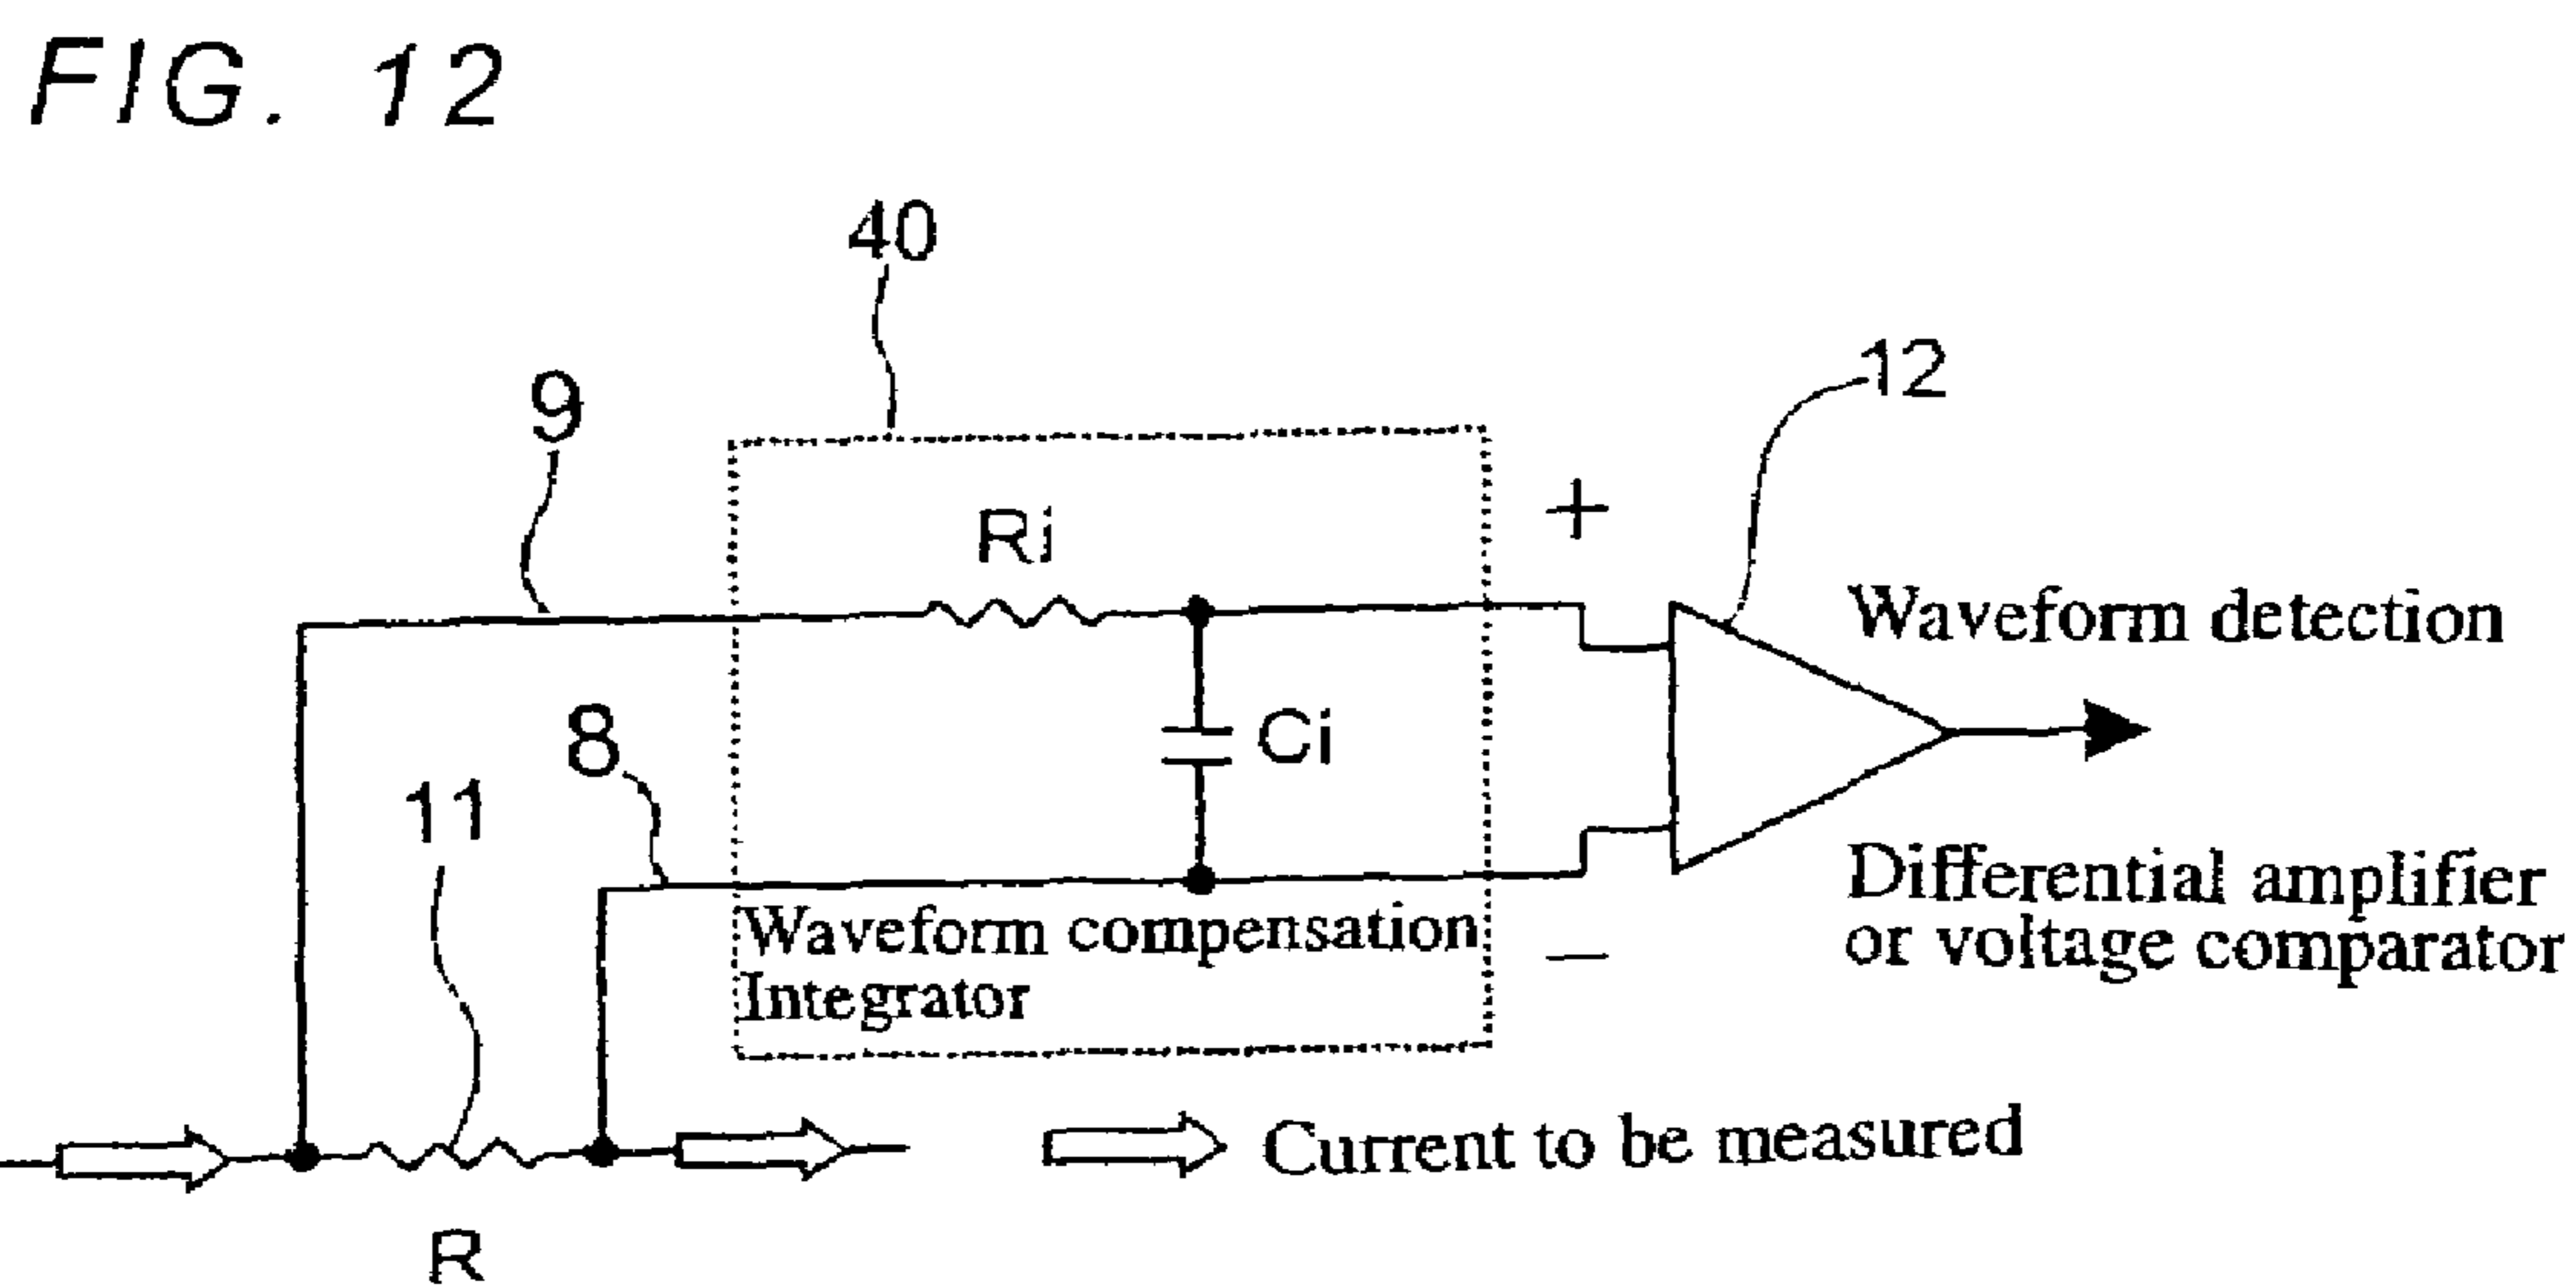 FIG. 12
40
9
12
+
Ri
Waveform detection
8
Ci
11
Differential amplifier
or voltage comparator
Waveform compensation
Integrator
−
Current to be measured
R